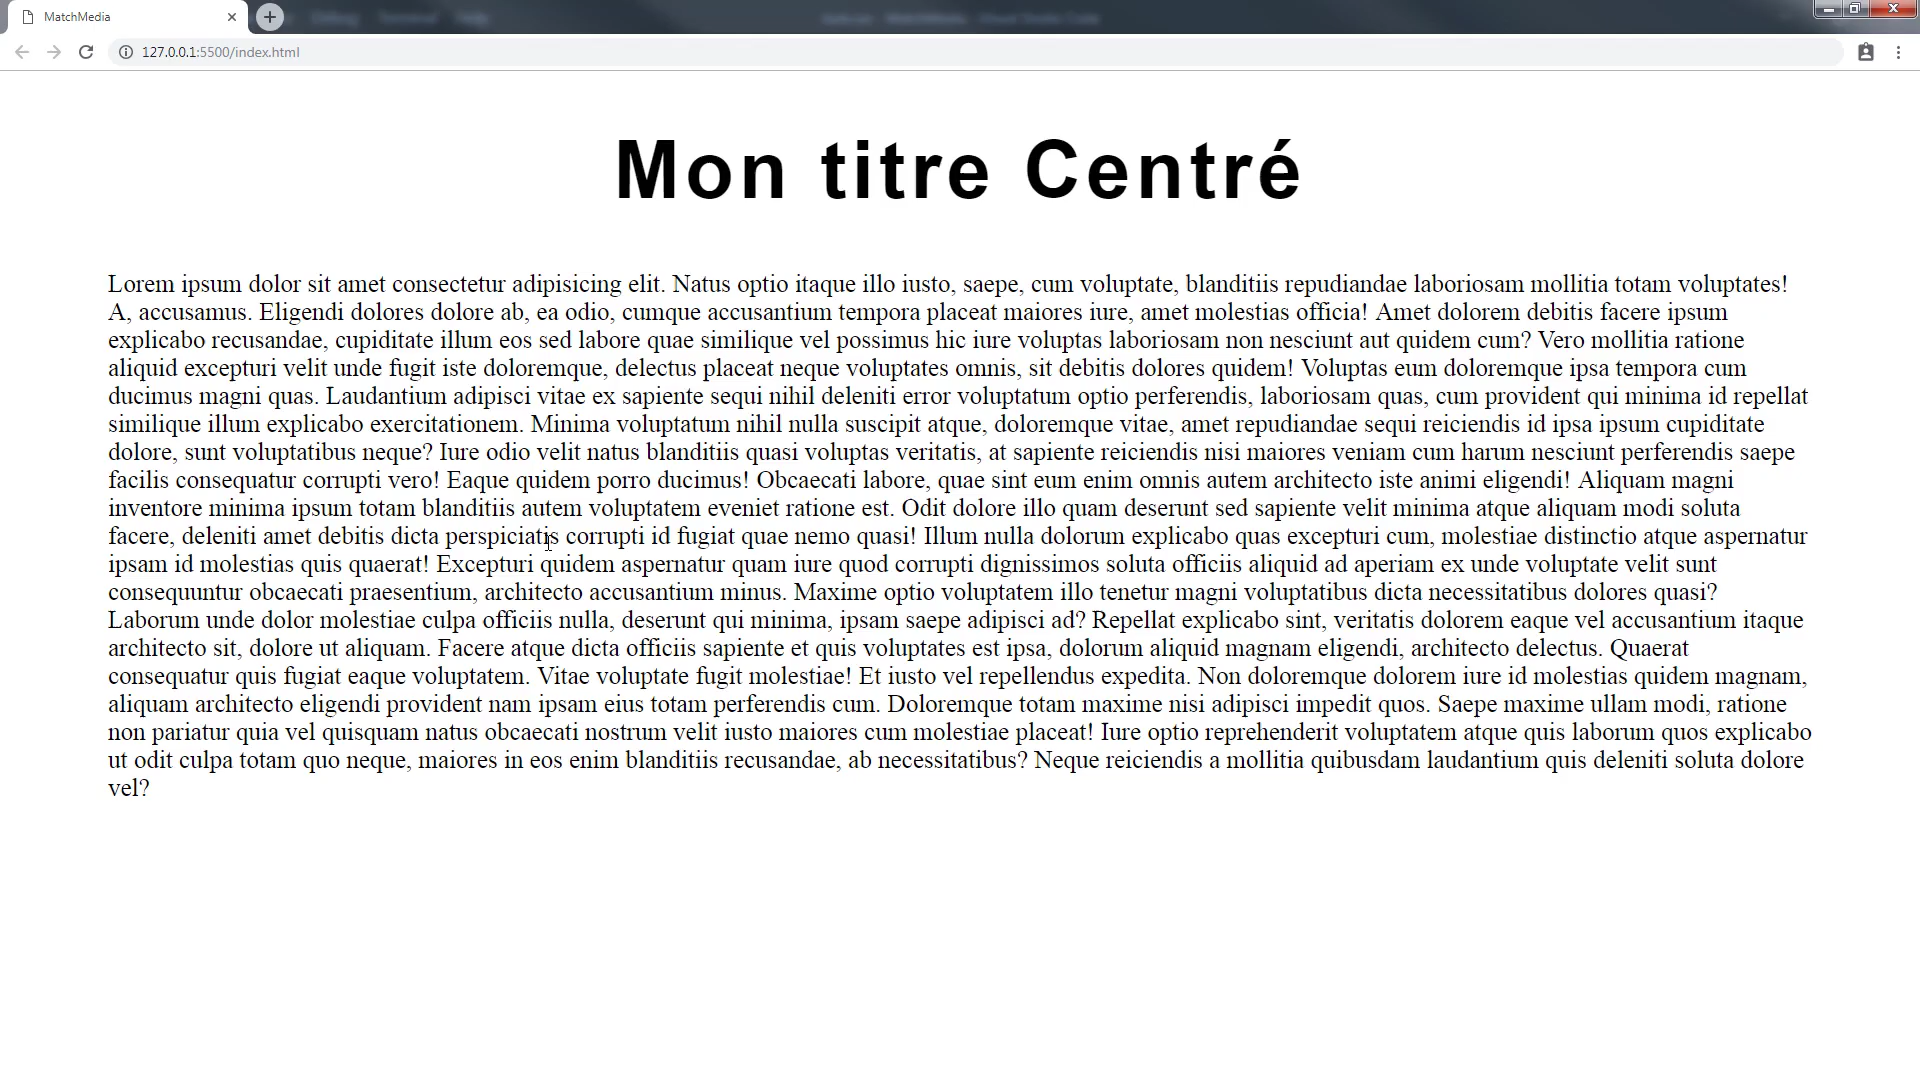 MatchMedia
127.0.0.1:5500/index.html
Mon titre Centré
Lorem ipsum dolor sit amet consectetur adipisicing elit. Natus optio itaque illo iusto, saepe, cum voluptate, blanditiis repudiandae laboriosam mollitia totam voluptates!
A, accusamus. Eligendi dolores dolore ab, ea odio, cumque accusantium tempora placeat maiores iure, amet molestias officia! Amet dolorem debitis facere ipsum
explicabo recusandae, cupiditate illum eos sed labore quae similique vel possimus hic iure voluptas laboriosam non nesciunt aut quidem cum? Vero mollitia ratione
aliquid excepturi velit unde fugit iste doloremque, delectus placeat neque voluptates omnis, sit debitis dolores quidem! Voluptas eum doloremque ipsa tempora cum
ducimus magni quas. Laudantium adipisci vitae ex sapiente sequi nihil deleniti error voluptatum optio perferendis, laboriosam quas, cum provident qui minima id repellat
similique illum explicabo exercitationem. Minima voluptatum nihil nulla suscipit atque, doloremque vitae, amet repudiandae sequi reiciendis id ipsa ipsum cupiditate
dolore, sunt voluptatibus neque? Iure odio velit natus blanditiis quasi voluptas veritatis, at sapiente reiciendis nisi maiores veniam cum harum nesciunt perferendis saepe
facilis consequatur corrupti vero! Eaque quidem porro ducimus! Obcaecati labore, quae sint eum enim omnis autem architecto iste animi eligendi! Aliquam magni
inventore minima ipsum totam blanditiis autem voluptatem eveniet ratione est. Odit dolore illo quam deserunt sed sapiente velit minima atque aliquam modi soluta
facere, deleniti amet debitis dicta perspiciatis corrupti id fugiat quae nemo quasi! Illum nulla dolorum explicabo quas excepturi cum, molestiae distinctio atque aspernatur
ipsam id molestias quis quaerat! Excepturi quidem aspernatur quam iure quod corrupti dignissimos soluta officiis aliquid ad aperiam ex unde voluptate velit sunt
consequuntur obcaecati praesentium, architecto accusantium minus. Maxime optio voluptatem illo tenetur magni voluptatibus dicta necessitatibus dolores quasi?
Laborum unde dolor molestiae culpa officiis nulla, deserunt qui minima, ipsam saepe adipisci ad? Repellat explicabo sint, veritatis dolorem eaque vel accusantium itaque
architecto sit, dolore ut aliquam. Facere atque dicta officiis sapiente et quis voluptates est ipsa, dolorum aliquid magnam eligendi, architecto delectus. Quaerat
consequatur quis fugiat eaque voluptatem. Vitae voluptate fugit molestiae! Et iusto vel repellendus expedita. Non doloremque dolorem iure id molestias quidem magnam,
aliquam architecto eligendi provident nam ipsam eius totam perferendis cum. Doloremque totam maxime nisi adipisci impedit quos. Saepe maxime ullam modi, ratione
non pariatur quia vel quisquam natus obcaecati nostrum velit iusto maiores cum molestiae placeat! Iure optio reprehenderit voluptatem atque quis laborum quos explicabo
ut odit culpa totam quo neque, maiores in eos enim blanditiis recusandae, ab necessitatibus? Neque reiciendis a mollitia quibusdam laudantium quis deleniti soluta dolore
vel?